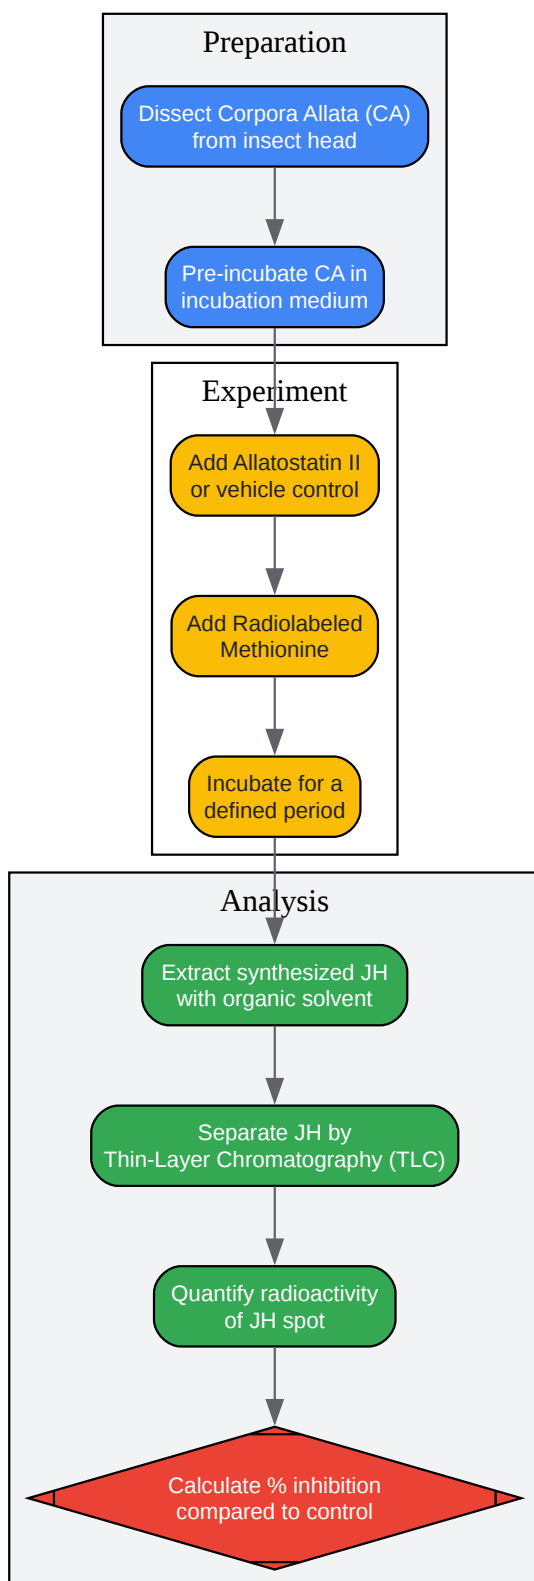 Preparation
Dissect Corpora Allata (CA)
from insect head
Pre-incubate CA in
incubation medium
Experiment
Add Allatostatin II
or vehicle control
Add Radiolabeled
Methionine
Incubate for a
defined period
Analysis
Extract synthesized JH
with organic solvent
Separate JH by
Thin-Layer Chromatography (TLC)
Quantify radioactivity
of JH spot
Calculate % inhibition
compared to control